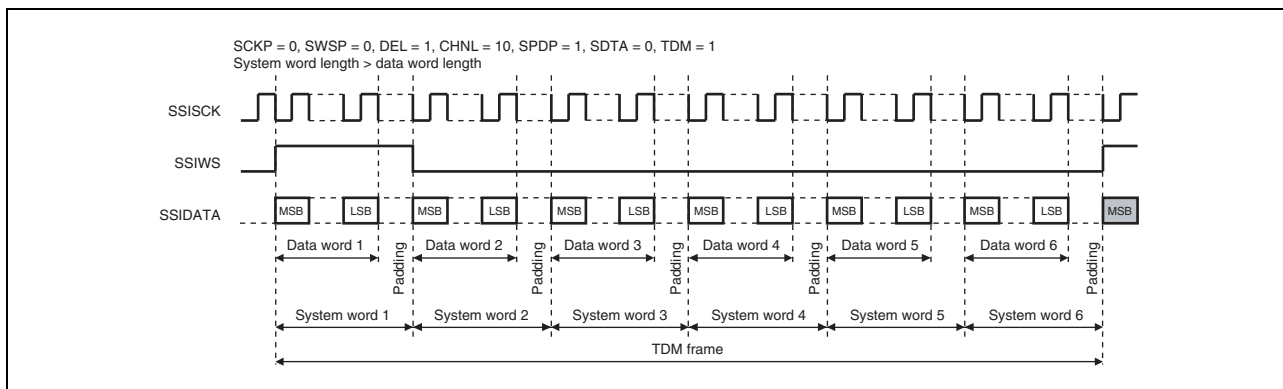 SCKP = 0, SWSP = 0, DEL = 1, CHNL = 10, SPDP = 1, SDTA = 0, TDM = 1
System word length > data word length
SSISCK
SSIWS
SSIDATA
MSB LSB MSB LSB MSB LSB MSB LSB MSB LSB MSB LSB MSB
Data word 1 Padding Data word 2 Padding Data word 3 Padding Data word 4 Padding Data word 5 Data word 6 Padding
System word 1 System word 2 System word 3 System word 4 System word 5 System word 6
TDM frame